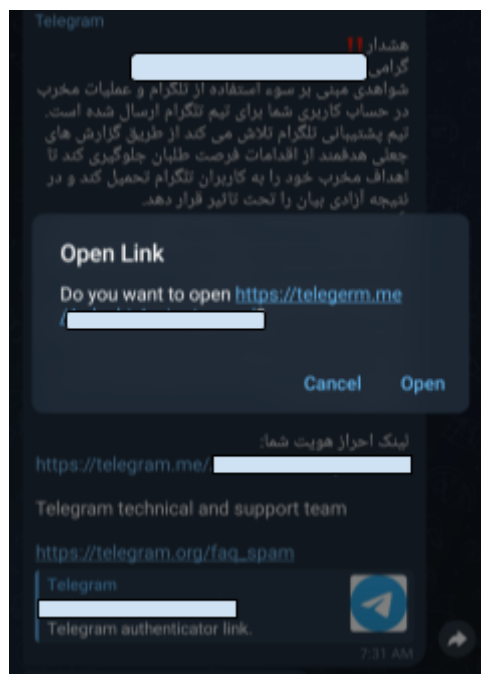 Telegram
هشدار‼️
گرامی
شواهدی مبنی بر سوء استفاده از تلگرام و عملیات مخرب
در حساب کاربری شما برای تیم تلگرام ارسال شده است.
تیم پشتیبانی تلگرام تلاش می کند از طریق گزارش های
جعلی هدفمند از اقدامات فرصت طلبان جلوگیری کند تا
اهداف مخرب خود را به کاربران تلگرام تحمیل کند و در
نتیجه آزادی بیان را تحت تاثیر قرار دهد.
Open Link
Do you want to open https://telegerm.me
/
Cancel Open
لینک احراز هویت شما:
https://telegram.me/
Telegram technical and support team
https://telegram.org/faq_spam
Telegram
Telegram authenticator link.
7:31 AM